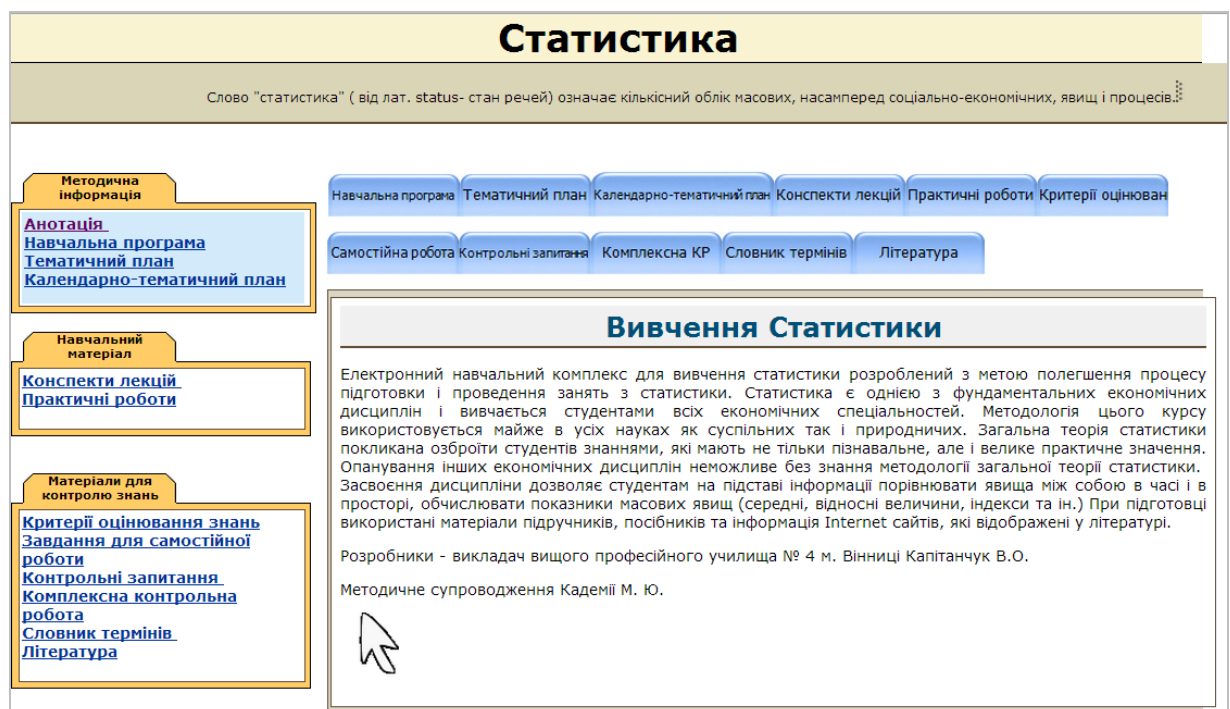 Статистика
Слово "статистика" ( від лат. status- стан речей) означає кількісний облік масових, насамперед соціально-економічних, явищ і процесів.
Методична
інформація
Анотація
Навчальна програма
Тематичний план
Календарно-тематичний план
Навчальний
матеріал
Конспекти лекцій
Практичні роботи
Матеріали для
контролю знань
Критерії оцінювання знань
Завдання для самостійної
роботи
Контрольні запитання
Комплексна контрольна
робота
Словник термінів
Література
Навчальна програма Тематичний план Календарно-тематичний план Конспекти лекцій Практичні роботи Критерії оцінюван
Самостійна робота Контрольні запитання Комплексна КР Словник термінів Література
Вивчення Статистики
Електронний навчальний комплекс для вивчення статистики розроблений з метою полегшення процесу
підготовки і проведення занять з статистики. Статистика є однією з фундаментальних економічних
дисциплін і вивчається студентами всіх економічних спеціальностей. Методологія цього курсу
використовується майже в усіх науках як суспільних так і природничих. Загальна теорія статистики
покликана озброїти студентів знаннями, які мають не тільки пізнавальне, але і велике практичне значення.
Опанування інших економічних дисциплін неможливе без знання методології загальної теорії статистики.
Засвоєння дисципліни дозволяє студентам на підставі інформації порівнювати явища між собою в часі і в
просторі, обчислювати показники масових явищ (середні, відносні величини, індекси та ін.) При підготовці
використані матеріали підручників, посібників та інформація Internet сайтів, які відображені у літературі.
Розробники - викладач вищого професійного училища № 4 м. Вінниці Капітанчук В.О.
Методичне супроводження Кадемії М. Ю.